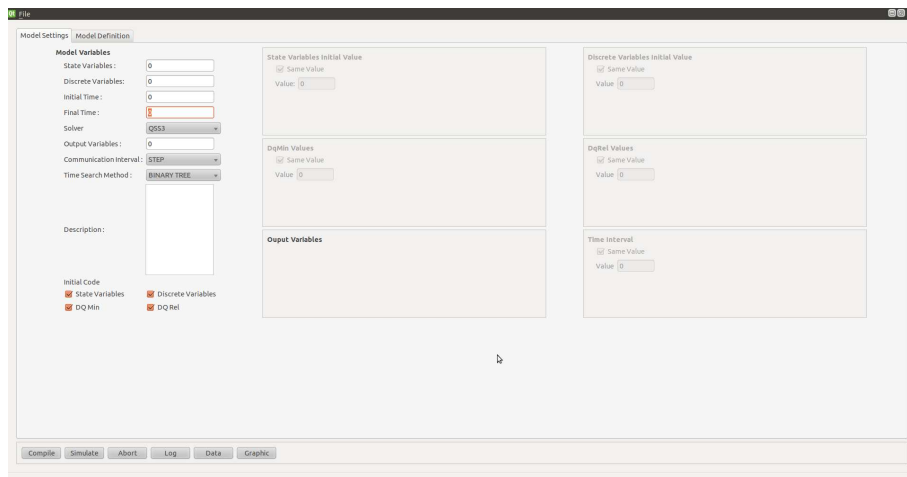 Qt File
Model Settings Model Definition
Model Variables
State Variables : 0
Discrete Variables: 0
Initial Time : 0
Final Time : 0
Solver QSS3
Output Variables : 0
Communication Interval : STEP
Time Search Method : BINARY TREE
Description :
Initial Code
State Variables Discrete Variables
DQ Min DQ Rel
State Variables Initial Value
Same Value
Value: 0
Discrete Variables Initial Value
Same Value
Value 0
DqMin Values
Same Value
Value 0
DqRel Values
Same Value
Value 0
Ouput Variables
Time Interval
Same Value
Value 0
Compile Simulate Abort Log Data Graphic